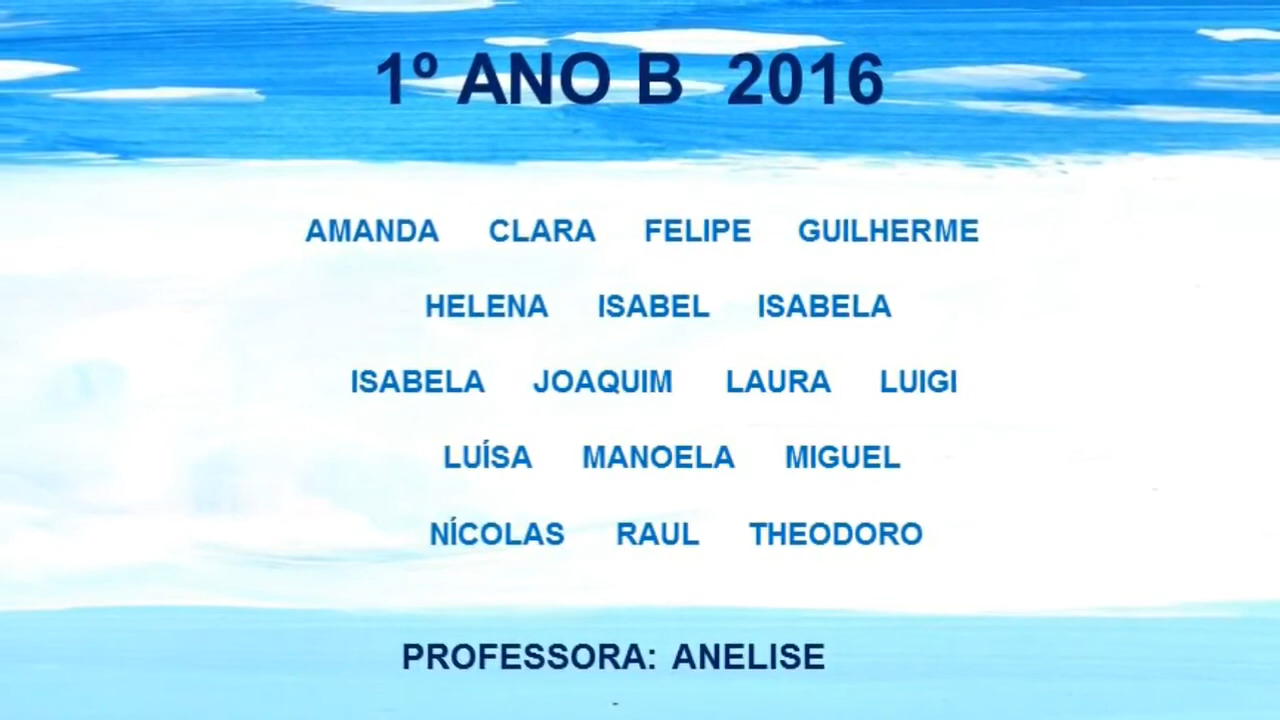 1º ANO B 2016
AMANDA CLARA FELIPE GUILHERME
HELENA ISABEL ISABELA
ISABELA JOAQUIM LAURA LUIGI
LUÍSA MANOELA MIGUEL
NÍCOLAS RAUL THEODORO
PROFESSORA: ANELISE
-